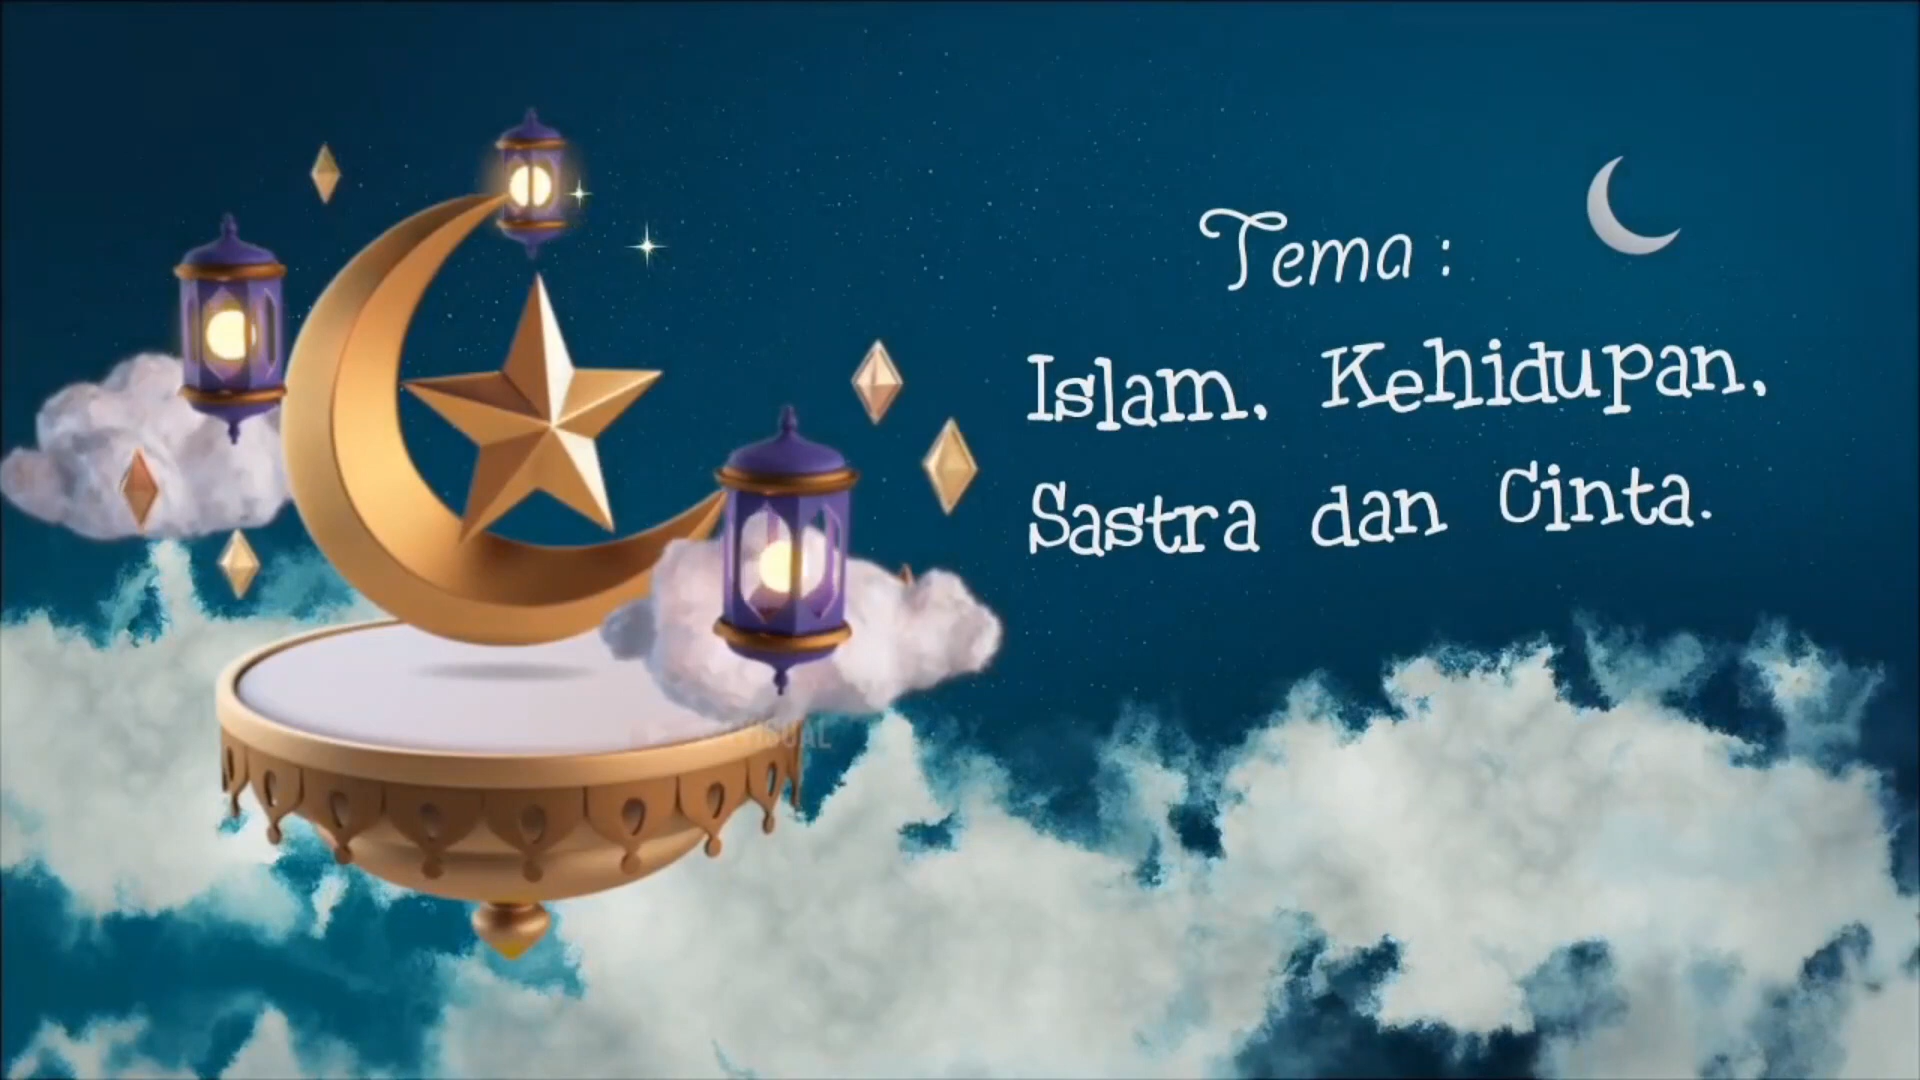 Tema :
Islam, Kehidupan,
Sastra dan Cinta.